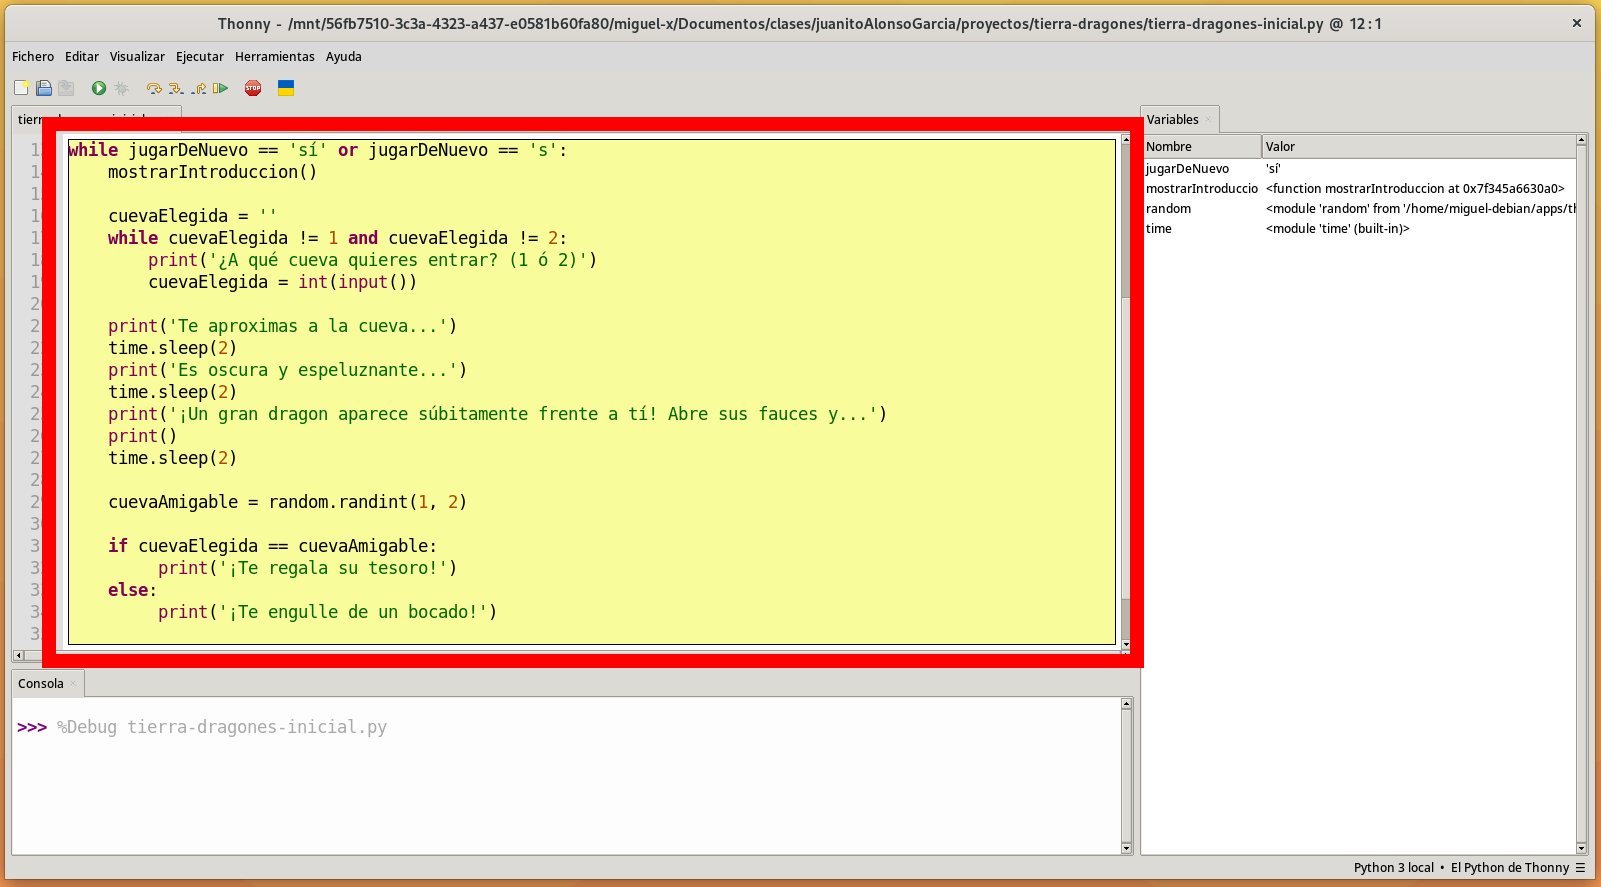 Thonny - /mnt/56fb7510-3c3a-4323-a437-e0581b60fa80/miguel-x/Documentos/clases/juanitoAlonsoGarcia/proyectos/tierra-dragones/tierra-dragones-inicial.py @ 12:1
Fichero Editar Visualizar Ejecutar Herramientas Ayuda
STOP
while jugarDeNuevo == 'sí' or jugarDeNuevo == 's':
mostrarIntroduccion()
cuevaElegida = ''
while cuevaElegida != 1 and cuevaElegida != 2:
print('¿A qué cueva quieres entrar? (1 ó 2)')
cuevaElegida = int(input())
print('Te aproximas a la cueva...')
time.sleep(2)
print('Es oscura y espeluznante...')
time.sleep(2)
print('¡Un gran dragon aparece súbitamente frente a tí! Abre sus fauces y...')
print()
time.sleep(2)
cuevaAmigable = random.randint(1, 2)
if cuevaElegida == cuevaAmigable:
print('¡Te regala su tesoro!')
else:
print('¡Te engulle de un bocado!')
Consola
>>> %Debug tierra-dragones-inicial.py
Variables
Nombre Valor
jugarDeNuevo 'sí'
mostrarIntroduccio <function mostrarIntroduccion at 0x7f345a6630a0>
random <module 'random' from '/home/miguel-debian/apps/th
time <module 'time' (built-in)>
Python 3 local • El Python de Thonny ☰